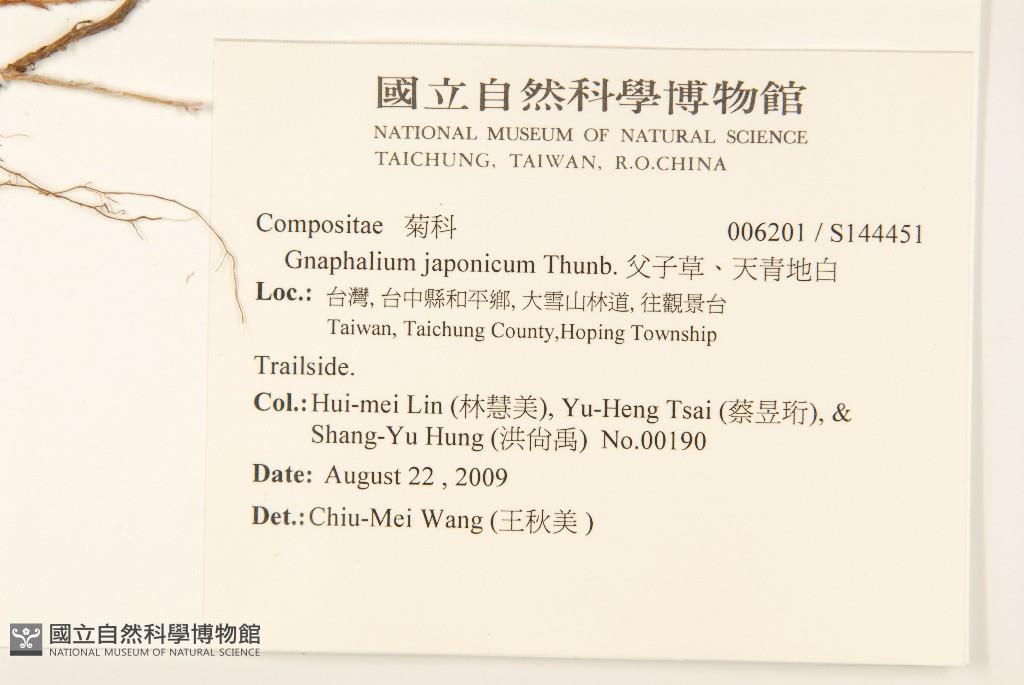 國立自然科學博物館
NATIONAL MUSEUM OF NATURAL SCIENCE
TAICHUNG, TAIWAN, R.O.CHINA
Compositae 菊科 006201 / S144451
Gnaphalium japonicum Thunb. 父子草、天青地白
Loc.: 台灣, 台中縣和平鄉, 大雪山林道, 往觀景台
Taiwan, Taichung County,Hoping Township
Trailside.
Col.: Hui-mei Lin (林慧美), Yu-Heng Tsai (蔡昱珩), &
Shang-Yu Hung (洪尙禹) No.00190
Date: August 22 , 2009
Det.: Chiu-Mei Wang (王秋美 )
國立自然科學博物館
NATIONAL MUSEUM OF NATURAL SCIENCE